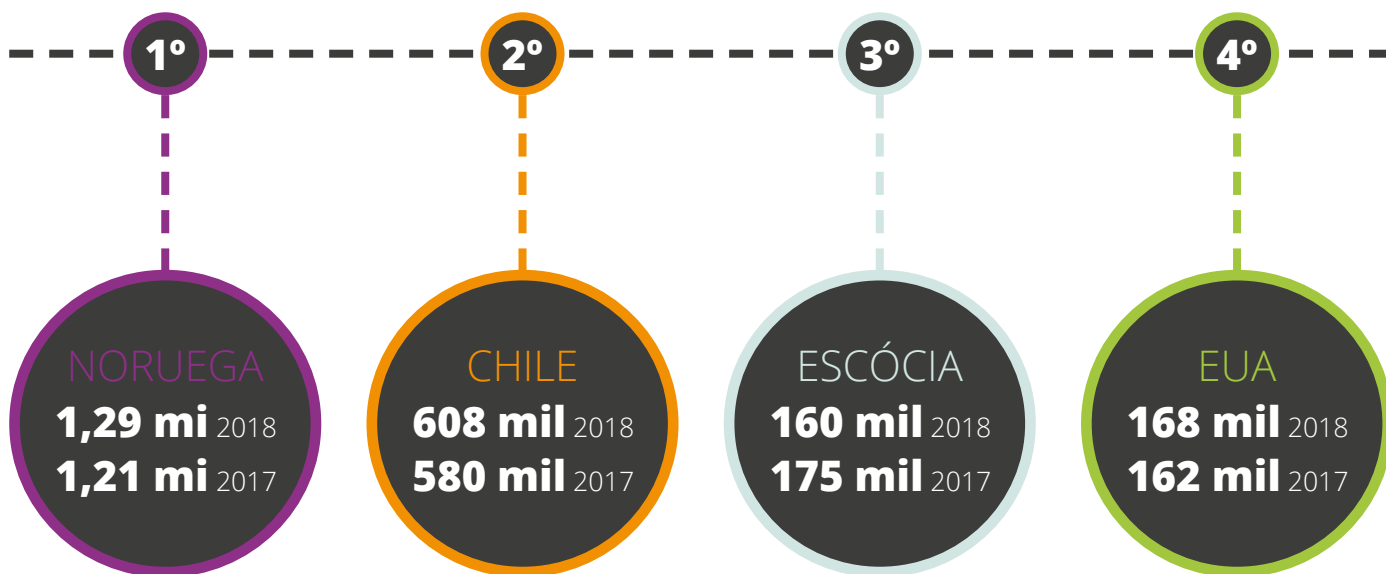 1º
2º
3º
4º
NORUEGA
1,29 mi 2018
1,21 mi 2017
CHILE
608 mil 2018
580 mil 2017
ESCÓCIA
160 mil 2018
175 mil 2017
EUA
168 mil 2018
162 mil 2017